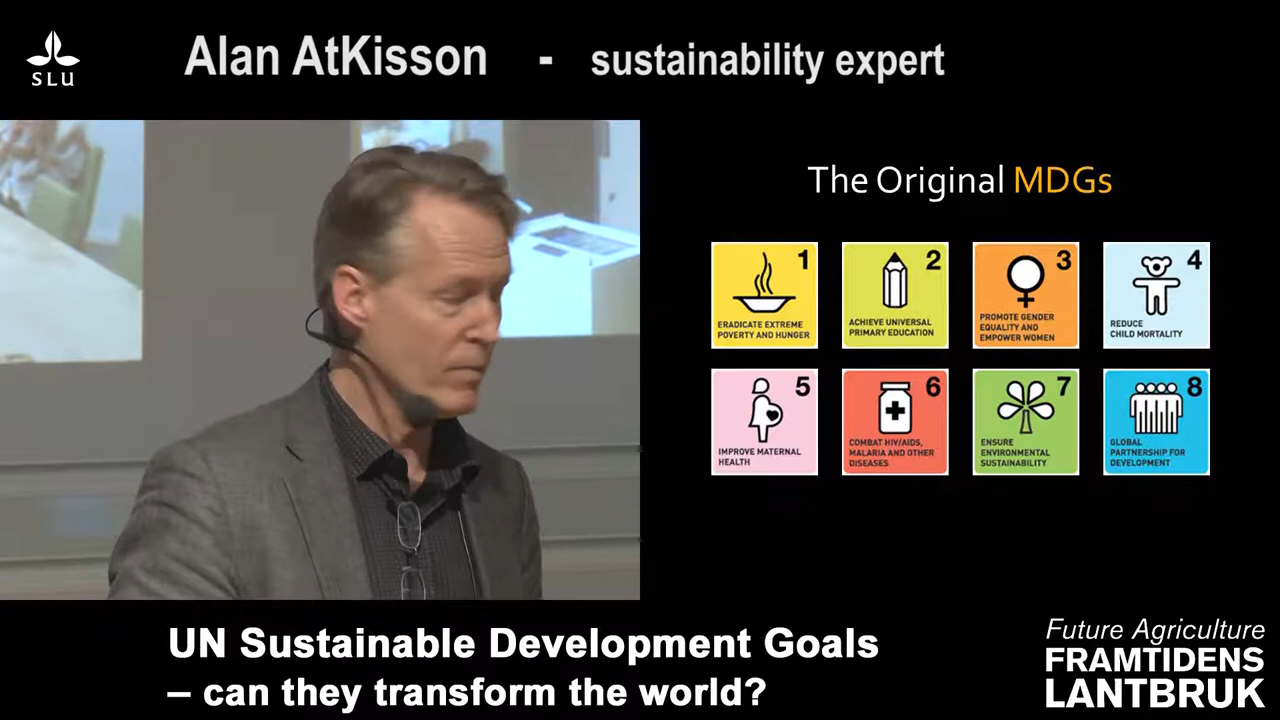 SLU
Alan AtKisson - sustainability expert
The Original MDGs
1
ERADICATE EXTREME
POVERTY AND HUNGER
2
ACHIEVE UNIVERSAL
PRIMARY EDUCATION
3
PROMOTE GENDER
EQUALITY AND
EMPOWER WOMEN
4
REDUCE
CHILD MORTALITY
5
IMPROVE MATERNAL
HEALTH
6
COMBAT HIV/AIDS,
MALARIA AND OTHER
DISEASES
7
ENSURE
ENVIRONMENTAL
SUSTAINABILITY
8
GLOBAL
PARTNERSHIP FOR
DEVELOPMENT
UN Sustainable Development Goals
– can they transform the world?
Future Agriculture
FRAMTIDENS
LANTBRUK